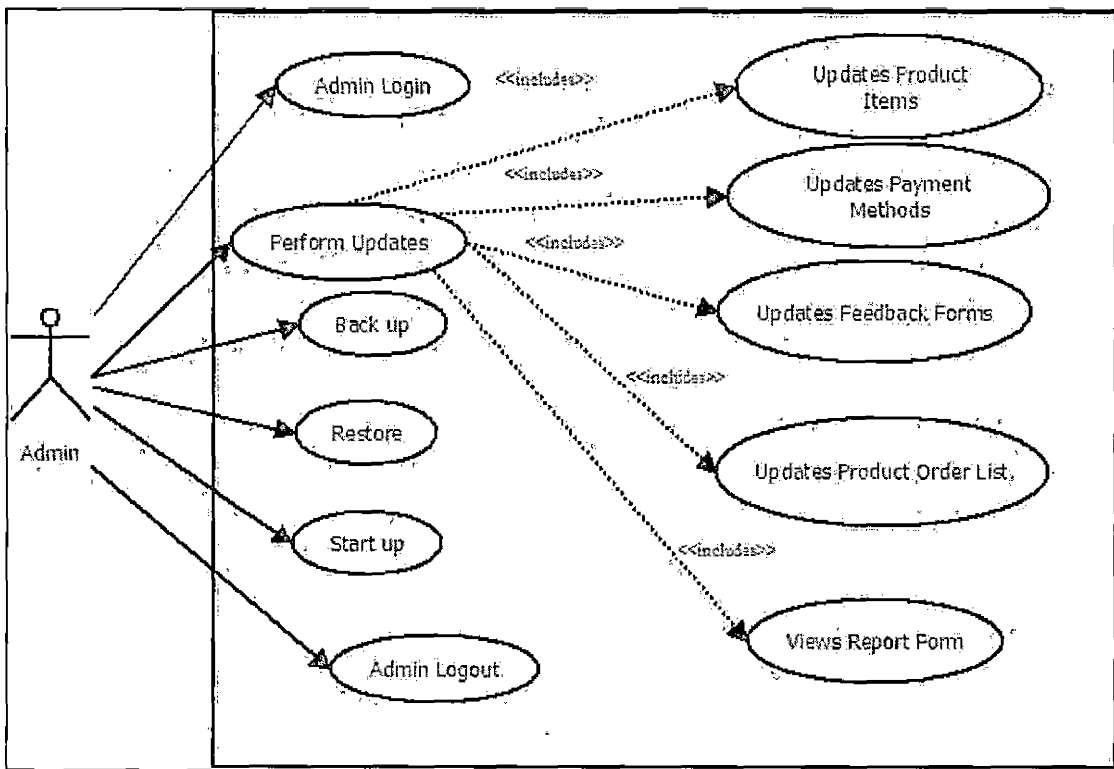 Admin Login
<<includes>>
Updates Product
Items
<<includes>>
Updates Payment
Methods
Perform Updates
<<includes>>
Updates Feedback Forms
Back up
<<includes>>
Restore
Admin
Updates Product Order List
Start up
<<includes>>
Views Report Form
Admin Logout